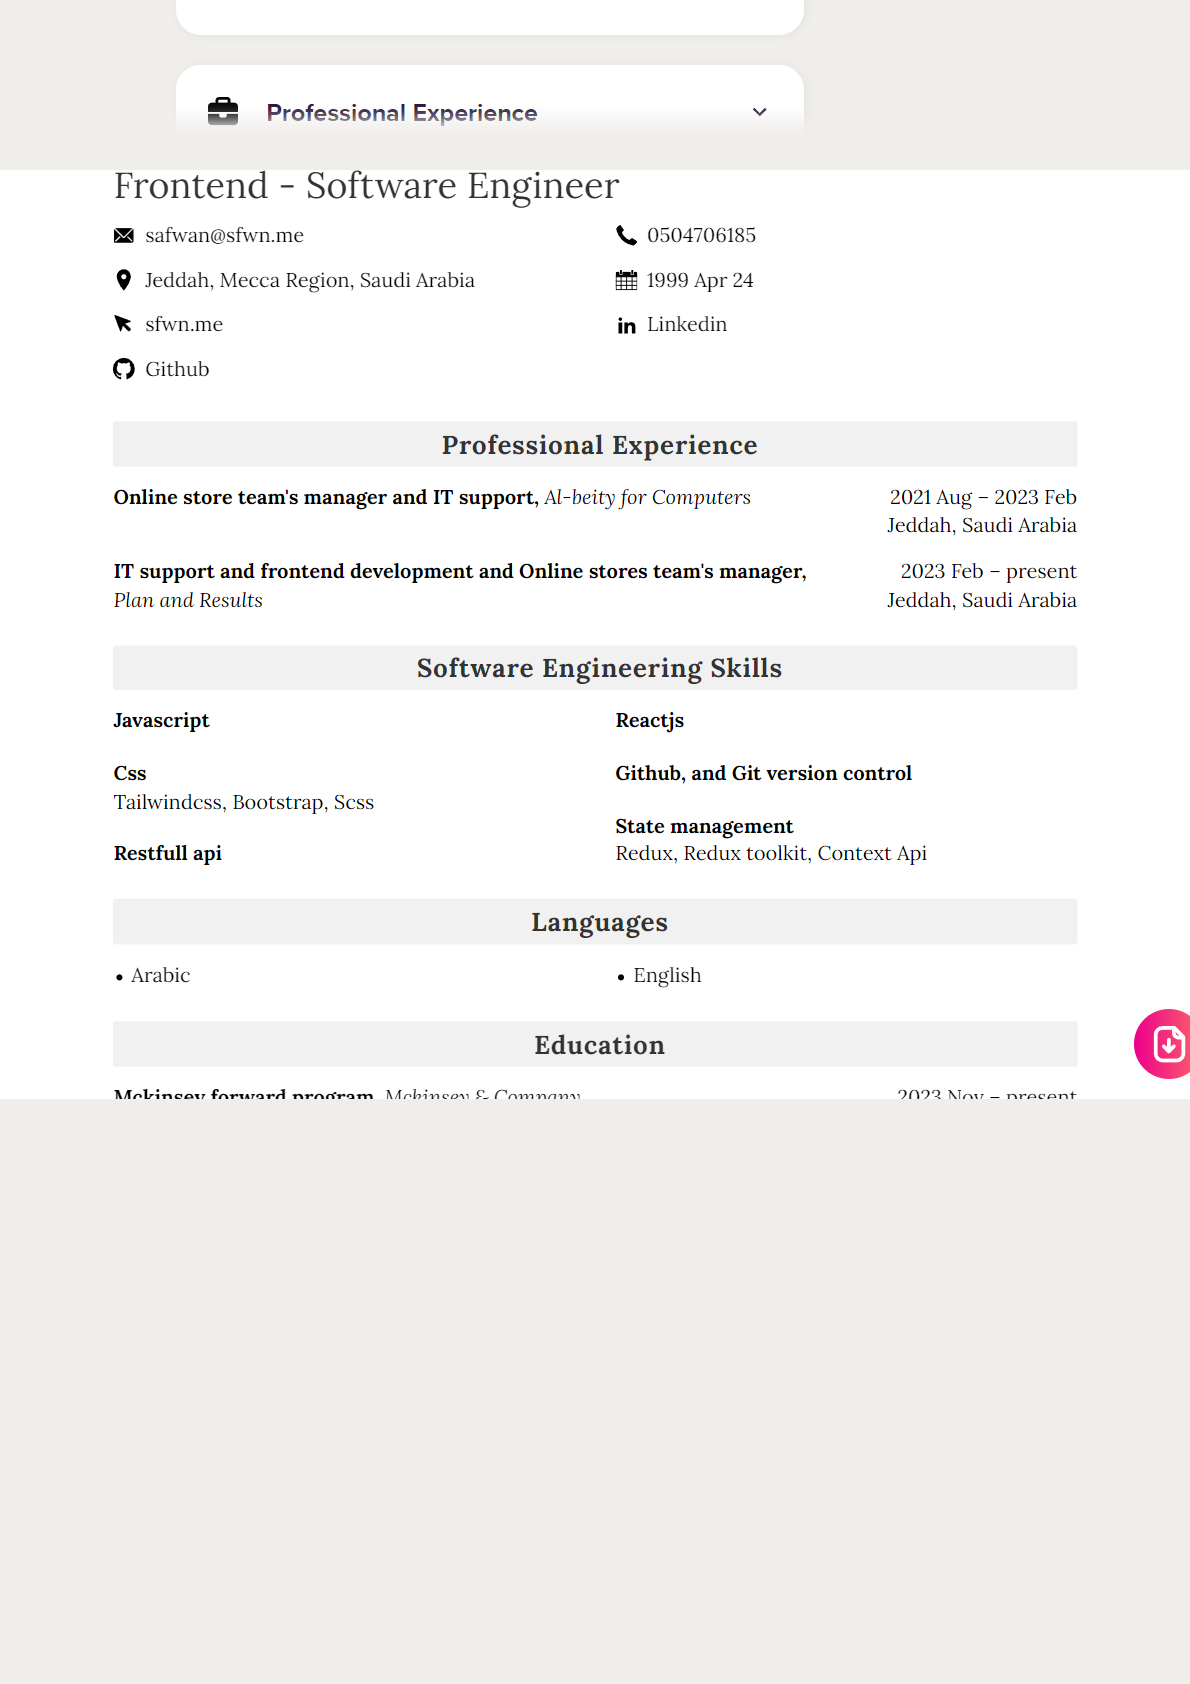 Professional Experience
Frontend - Software Engineer
safwan@sfwn.me
0504706185
Jeddah, Mecca Region, Saudi Arabia
1999 Apr 24
sfwn.me
Linkedin
Github
Professional Experience
Online store team's manager and IT support, Al-beity for Computers
2021 Aug – 2023 Feb
Jeddah, Saudi Arabia
IT support and frontend development and Online stores team's manager,
Plan and Results
2023 Feb – present
Jeddah, Saudi Arabia
Software Engineering Skills
Javascript
Reactjs
Css
Tailwindcss, Bootstrap, Scss
Github, and Git version control
Restfull api
State management
Redux, Redux toolkit, Context Api
Languages
• Arabic
• English
Education
Mckinsey forward program, Mckinsey & Company
2023 Nov – present